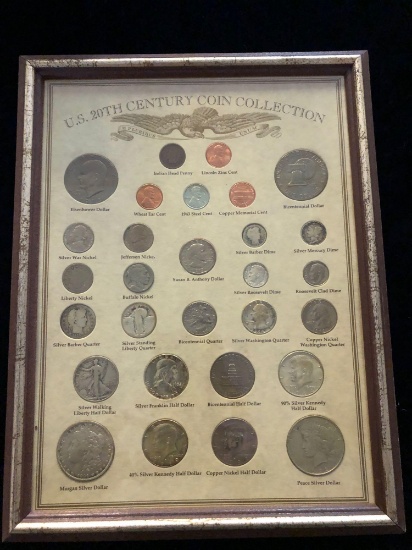 U.S. 20TH CENTURY COIN COLLECTION
E PLURIBUS UNUM
Indian Head Penny
Lincoln Zinc Cent
Eisenhower Dollar
Wheat Ear Cent
1943 Steel Cent
Copper Memorial Cent
Bicentennial Dollar
Silver War Nickel
Jefferson Nickel
Silver Barber Dime
Silver Mercury Dime
Susan B Anthony Dollar
Liberty Nickel
Buffalo Nickel
Silver Roosevelt Dime
Roosevelt Clad Dime
Silver Barber Quarter
Silver Standing
Liberty Quarter
Bicentennial Quarter
Silver Washington Quarter
Copper Nickel
Washington Quarter
Silver Walking
Liberty Half Dollar
Silver Franklin Half Dollar
Bicentennial Half Dollar
90% Silver Kennedy
Half Dollar
Morgan Silver Dollar
40% Silver Kennedy Half Dollar
Copper Nickel Half Dollar
Peace Silver Dollar